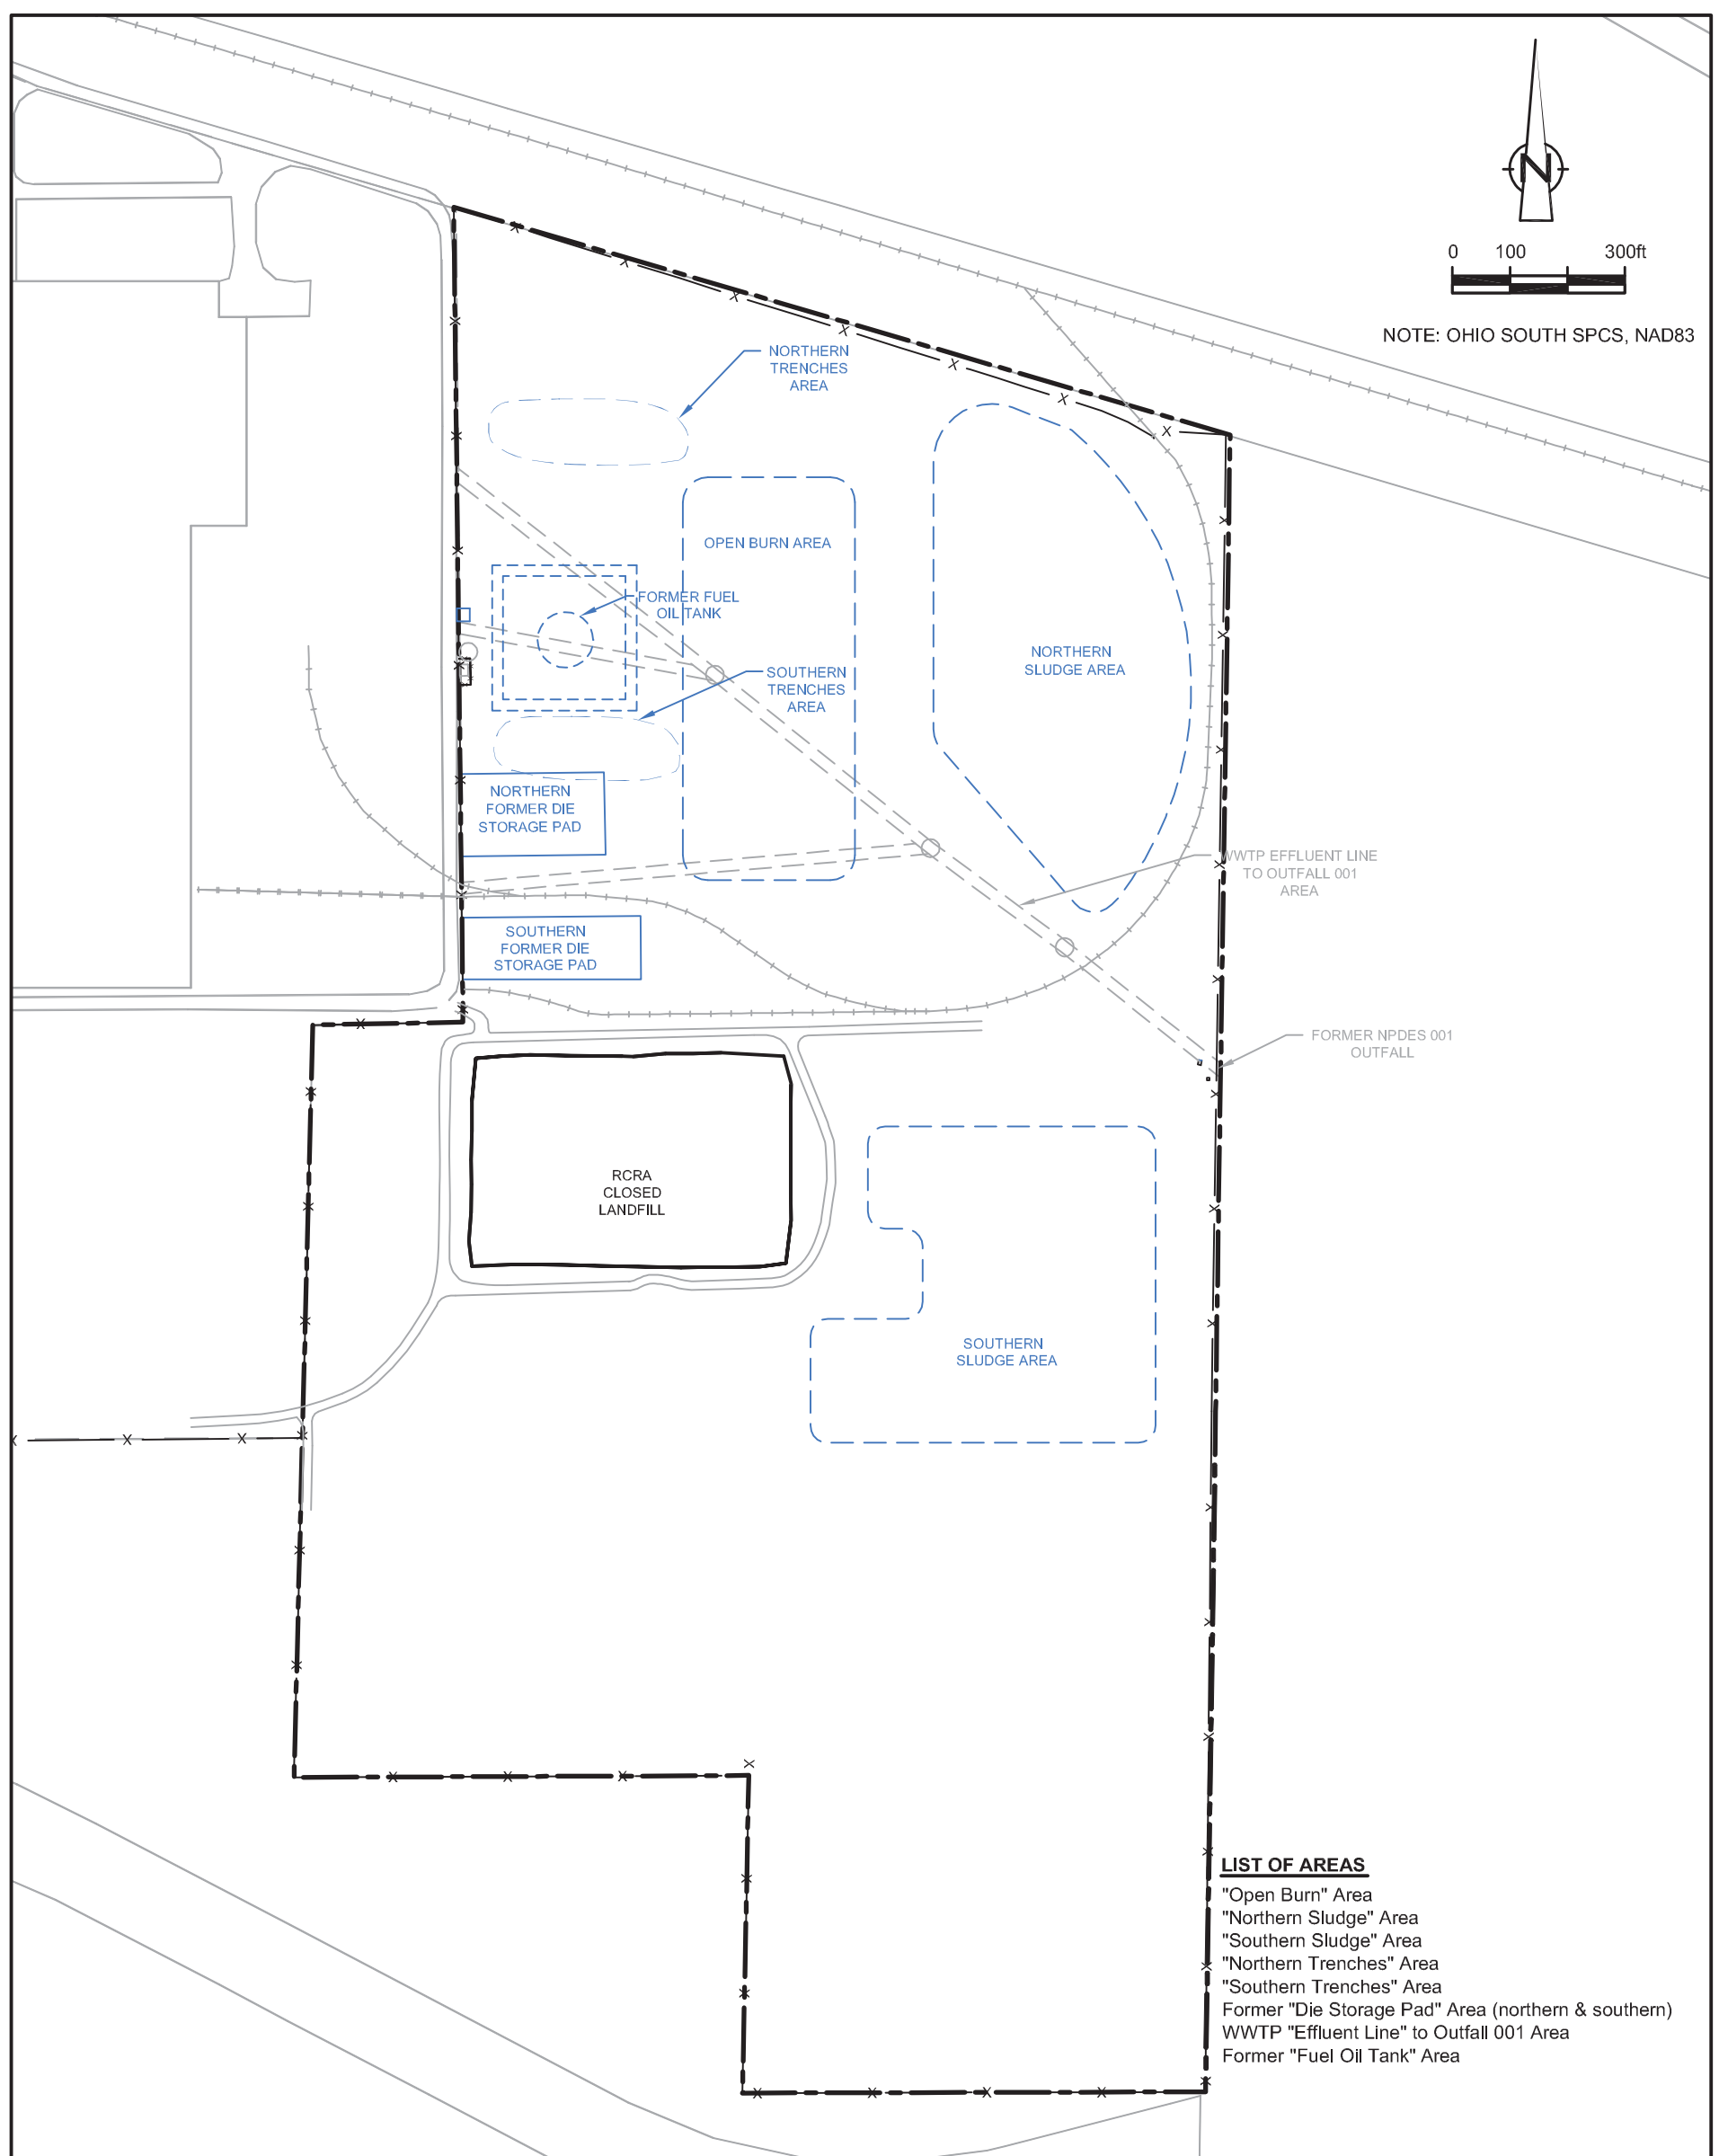 N
0 100 300ft
NOTE: OHIO SOUTH SPCS, NAD83
NORTHERN
TRENCHES
AREA
OPEN BURN AREA
FORMER FUEL
OIL TANK
NORTHERN
SLUDGE AREA
SOUTHERN
TRENCHES
AREA
NORTHERN
FORMER DIE
STORAGE PAD
WWTP EFFLUENT LINE
TO OUTFALL 001
AREA
SOUTHERN
FORMER DIE
STORAGE PAD
FORMER NPDES 001
OUTFALL
RCRA
CLOSED
LANDFILL
SOUTHERN
SLUDGE AREA
LIST OF AREAS
"Open Burn" Area
"Northern Sludge" Area
"Southern Sludge" Area
"Northern Trenches" Area
"Southern Trenches" Area
Former "Die Storage Pad" Area (northern & southern)
WWTP "Effluent Line" to Outfall 001 Area
Former "Fuel Oil Tank" Area